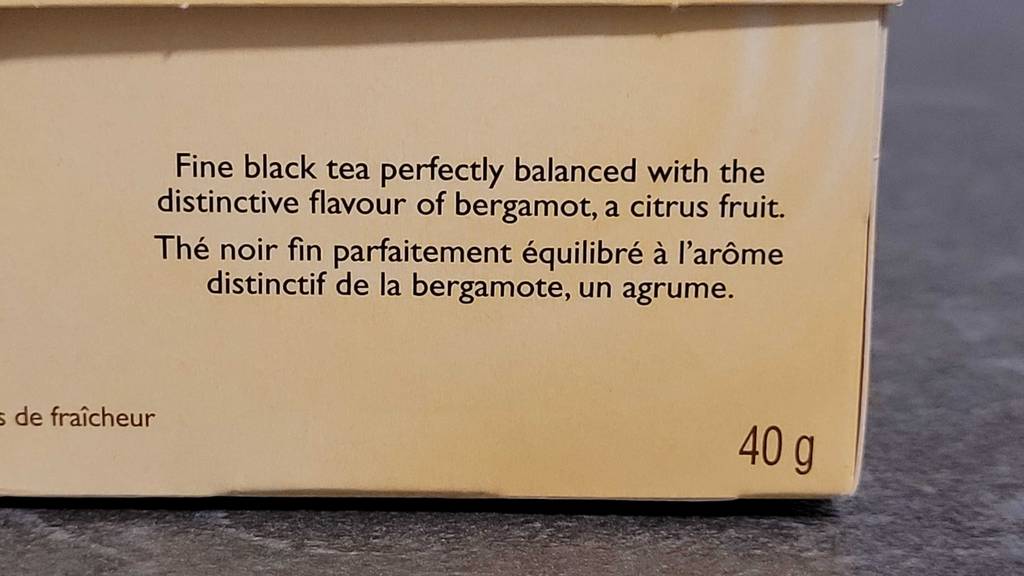 Fine black tea perfectly balanced with the
distinctive flavour of bergamot, a citrus fruit.
Thé noir fin parfaitement équilibré à l'arôme
distinctif de la bergamote, un agrume.
de fraîcheur
40 g